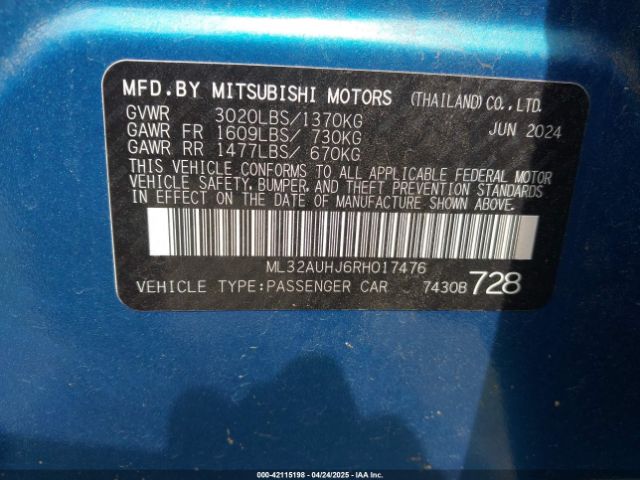 MFD.BY MITSUBISHI MOTORS (THAILAND) CO., LTD.
GVWR 3020LBS/1370KG JUN 2024
GAWR FR 1609LBS/ 730KG
GAWR RR 1477LBS/ 670KG
THIS VEHICLE CONFORMS TO ALL APPLICABLE FEDERAL MOTOR
VEHICLE SAFETY, BUMPER, AND THEFT PREVENTION STANDARDS
IN EFFECT ON THE DATE OF MANUFACTURE SHOWN ABOVE.
ML32AUHJ6RH017476
VEHICLE TYPE:PASSENGER CAR 7430B 728
000-42115198 - 04/24/2025 - IAA Inc.